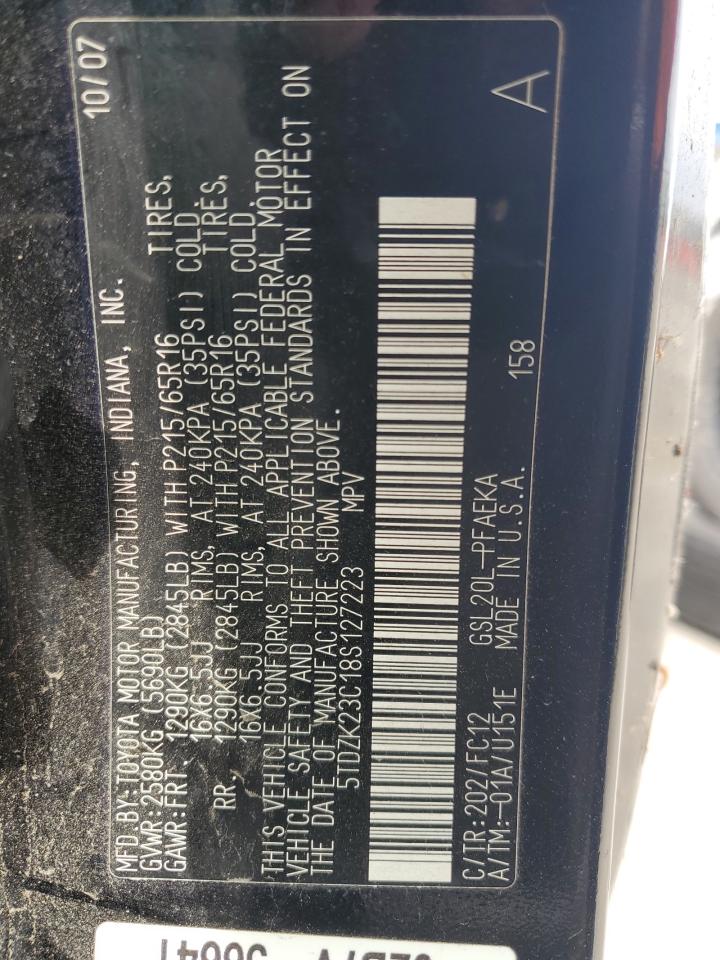 MFD.BY:TOYOTA MOTOR MANUFACTURING, INDIANA, INC. 10/07
GVWR:2580KG (5690LB)
GAWR:FRT. 1290KG (2845LB) WITH P215/65R16 TIRES,
16X6.5JJ RIMS, AT 240KPA (35PSI) COLD.
RR. 1290KG (2845LB) WITH P215/65R16 TIRES,
16X6.5JJ RIMS, AT 240KPA (35PSI) COLD.
THIS VEHICLE CONFORMS TO ALL APPLICABLE FEDERAL MOTOR
VEHICLE SAFETY AND THEFT PREVENTION STANDARDS IN EFFECT ON
THE DATE OF MANUFACTURE SHOWN ABOVE.
5TDZK23C18S127223 MPV
C/TR:202/FC12 GSL20L-PFAEKA 158 A
A/TM:-01A/U151E MADE IN U.S.A.